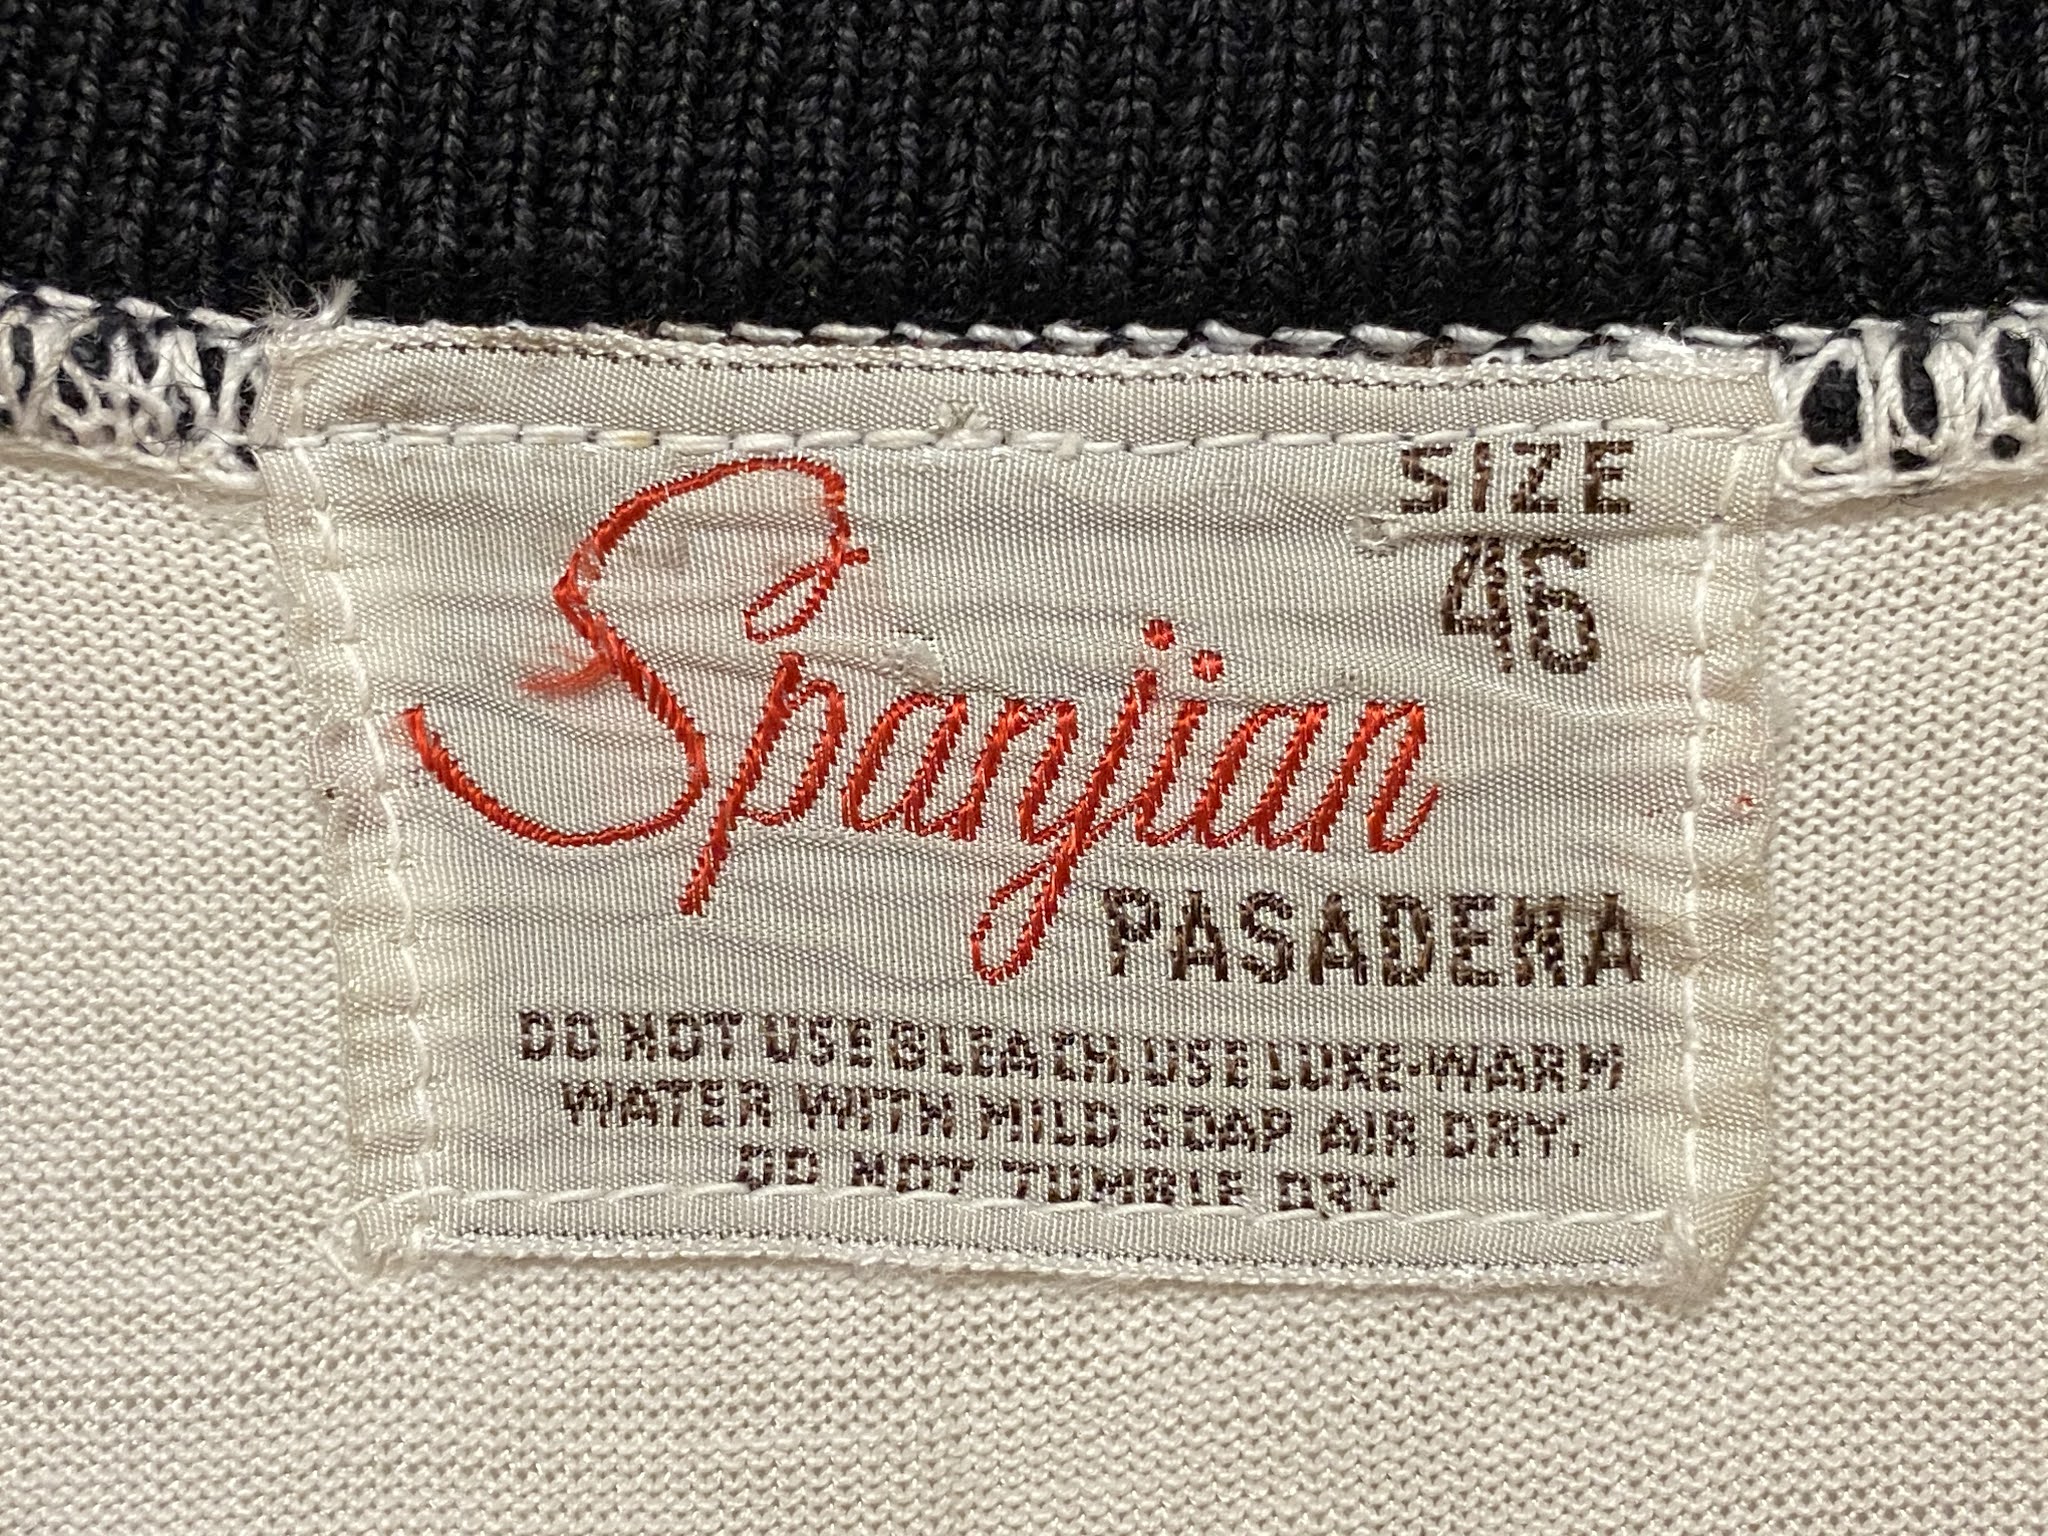 SIZE
46
Spanjian
PASADENA
DO NOT USE BLEACH. USE LUKE-WARM
WATER WITH MILD SOAP AIR DRY.
DO NOT TUMBLE DRY